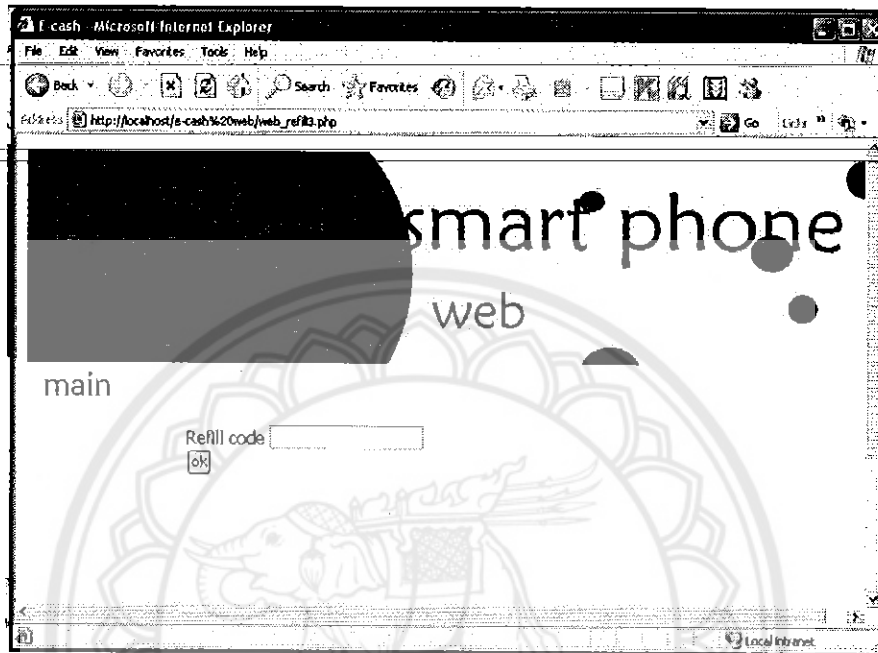 E-cash - Microsoft Internet Explorer
File Edit View Favorites Tools Help
Back Search Favorites
Address http://localhost/e-cash%20web/web_refill3.php Go Links »
smart phone
web
main
Refill code
ok
Local intranet